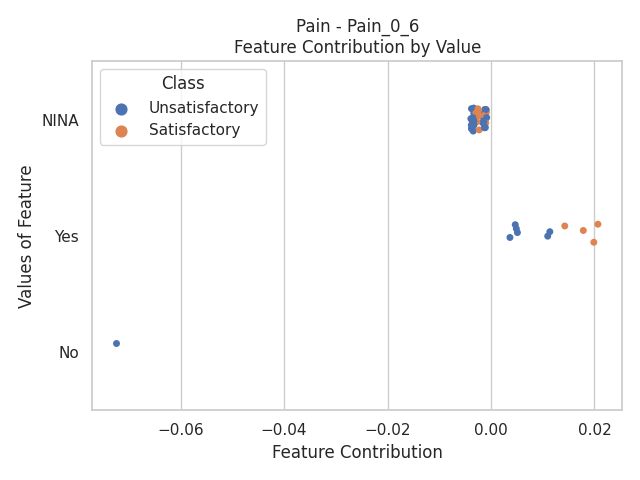 Pain - Pain_0_6
Feature Contribution by Value
Class
Unsatisfactory
Satisfactory
NINA
Yes
No
Values of Feature
−0.06
−0.04
−0.02
0.00
0.02
Feature Contribution